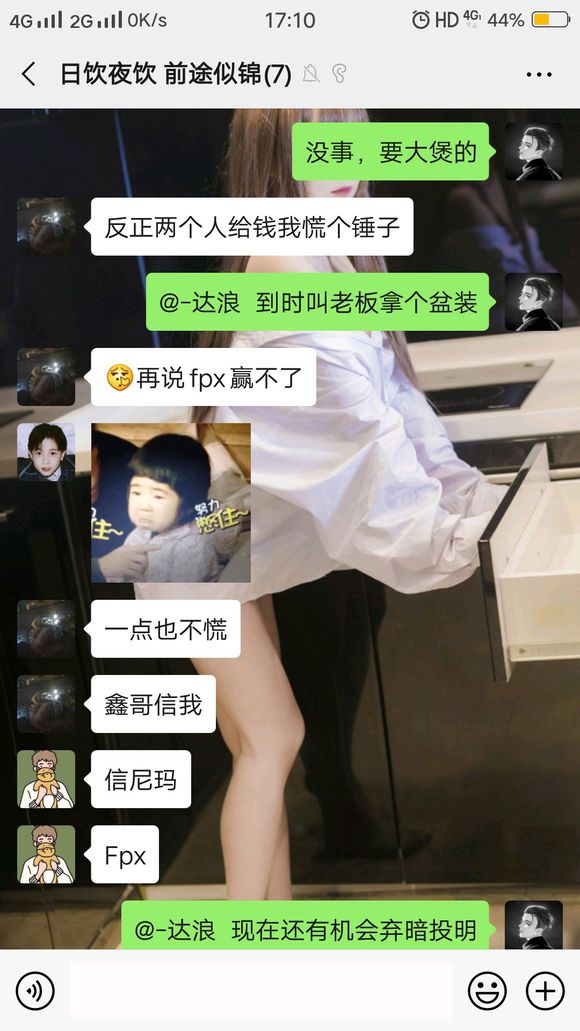 4G 2G 0K/s 17:10 HD 4G 44%
日饮夜饮 前途似锦(7)
没事，要大煲的
反正两个人给钱我慌个锤子
@-达浪 到时叫老板拿个盆装
再说fpx赢不了
住~ 努力
憋住~
一点也不慌
鑫哥信我
信尼玛
Fpx
@-达浪 现在还有机会弃暗投明